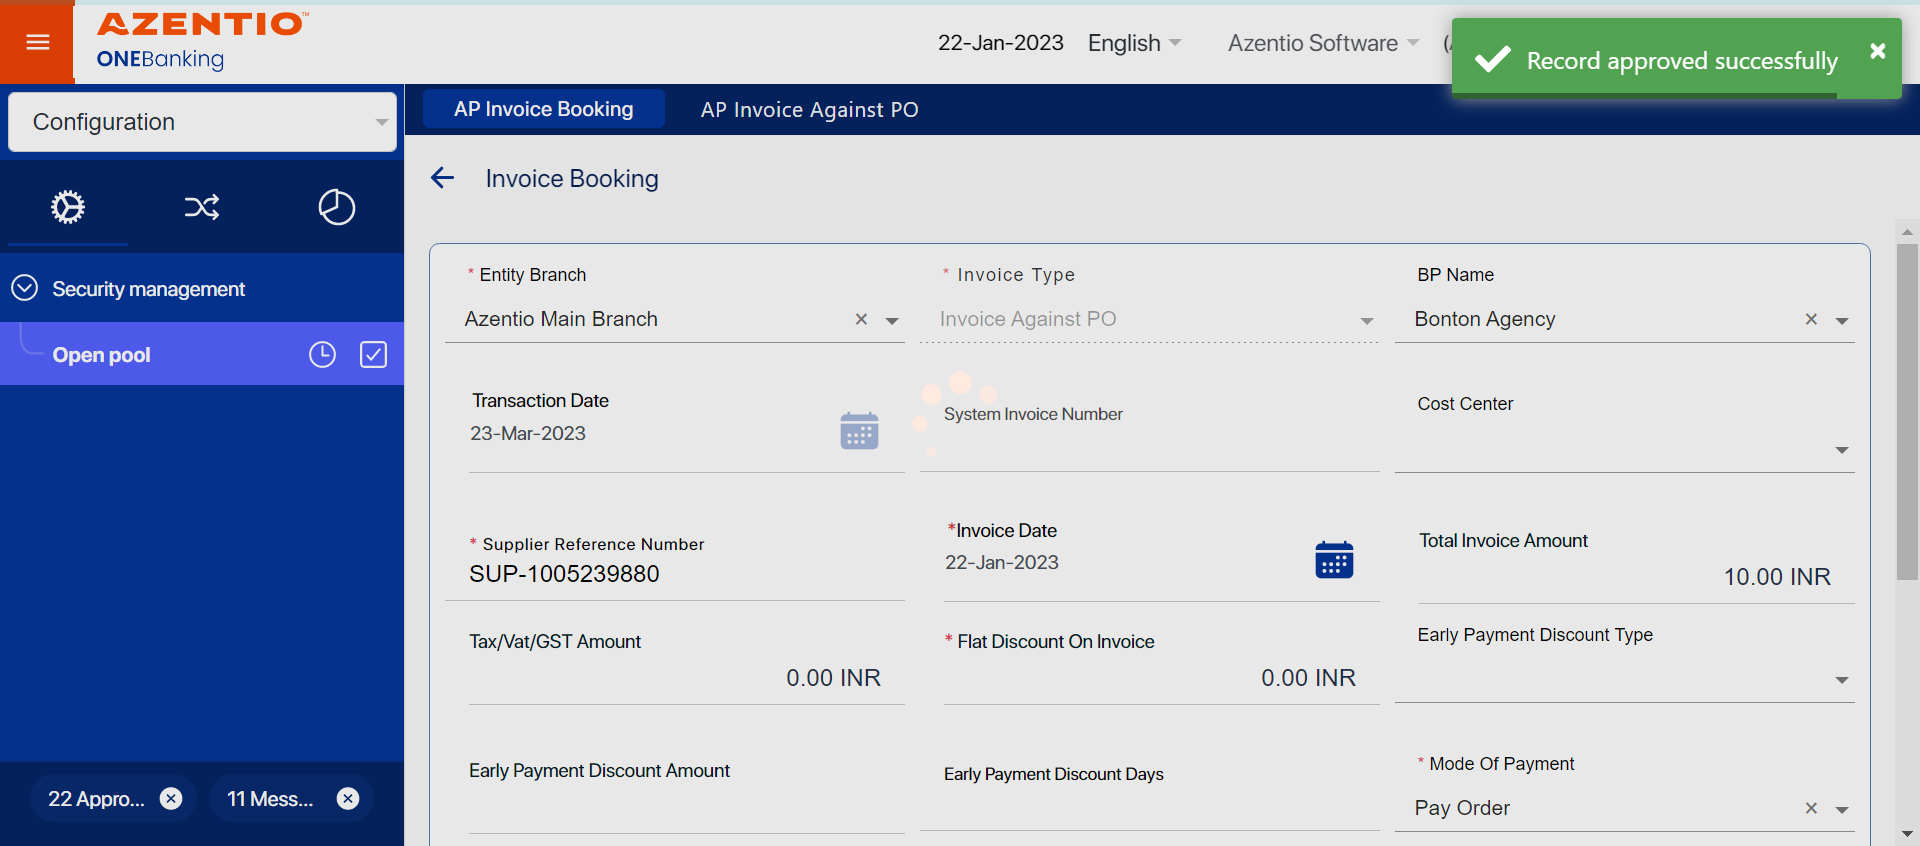 AZENTIO™
ONEBanking
22-Jan-2023
English
Azentio Software
Record approved successfully
Configuration
AP Invoice Booking
AP Invoice Against PO
Invoice Booking
Security management
Open pool
* Entity Branch
Azentio Main Branch
* Invoice Type
Invoice Against PO
BP Name
Bonton Agency
Transaction Date
23-Mar-2023
System Invoice Number
Cost Center
* Supplier Reference Number
SUP-1005239880
*Invoice Date
22-Jan-2023
Total Invoice Amount
10.00 INR
Tax/Vat/GST Amount
0.00 INR
* Flat Discount On Invoice
0.00 INR
Early Payment Discount Type
Early Payment Discount Amount
Early Payment Discount Days
* Mode Of Payment
Pay Order
22 Appro...
11 Mess...